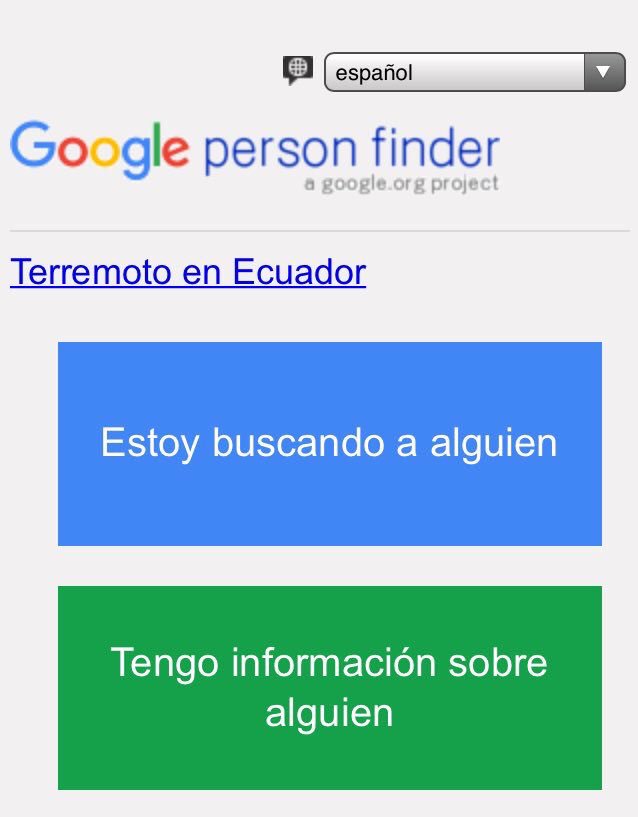 español
Google person finder
a google.org project
Terremoto en Ecuador
Estoy buscando a alguien
Tengo información sobre
alguien